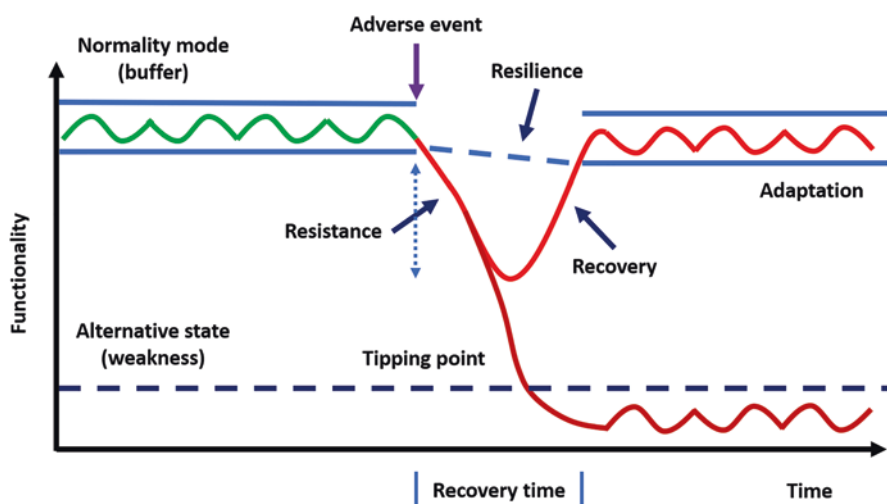 Adverse event
Normality mode
(buffer)
Resilience
Adaptation
Resistance
Recovery
Functionality
Alternative state
(weakness)
Tipping point
Recovery time
Time